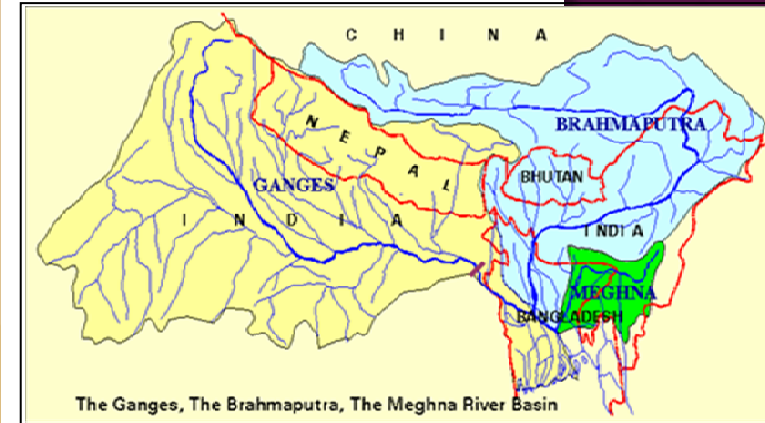 CHINA
NEPAL
BRAHMAPUTRA
BHUTAN
GANGES
INDIA
INDIA
MEGHNA
BANGLADESH
The Ganges, The Brahmaputra, The Meghna River Basin